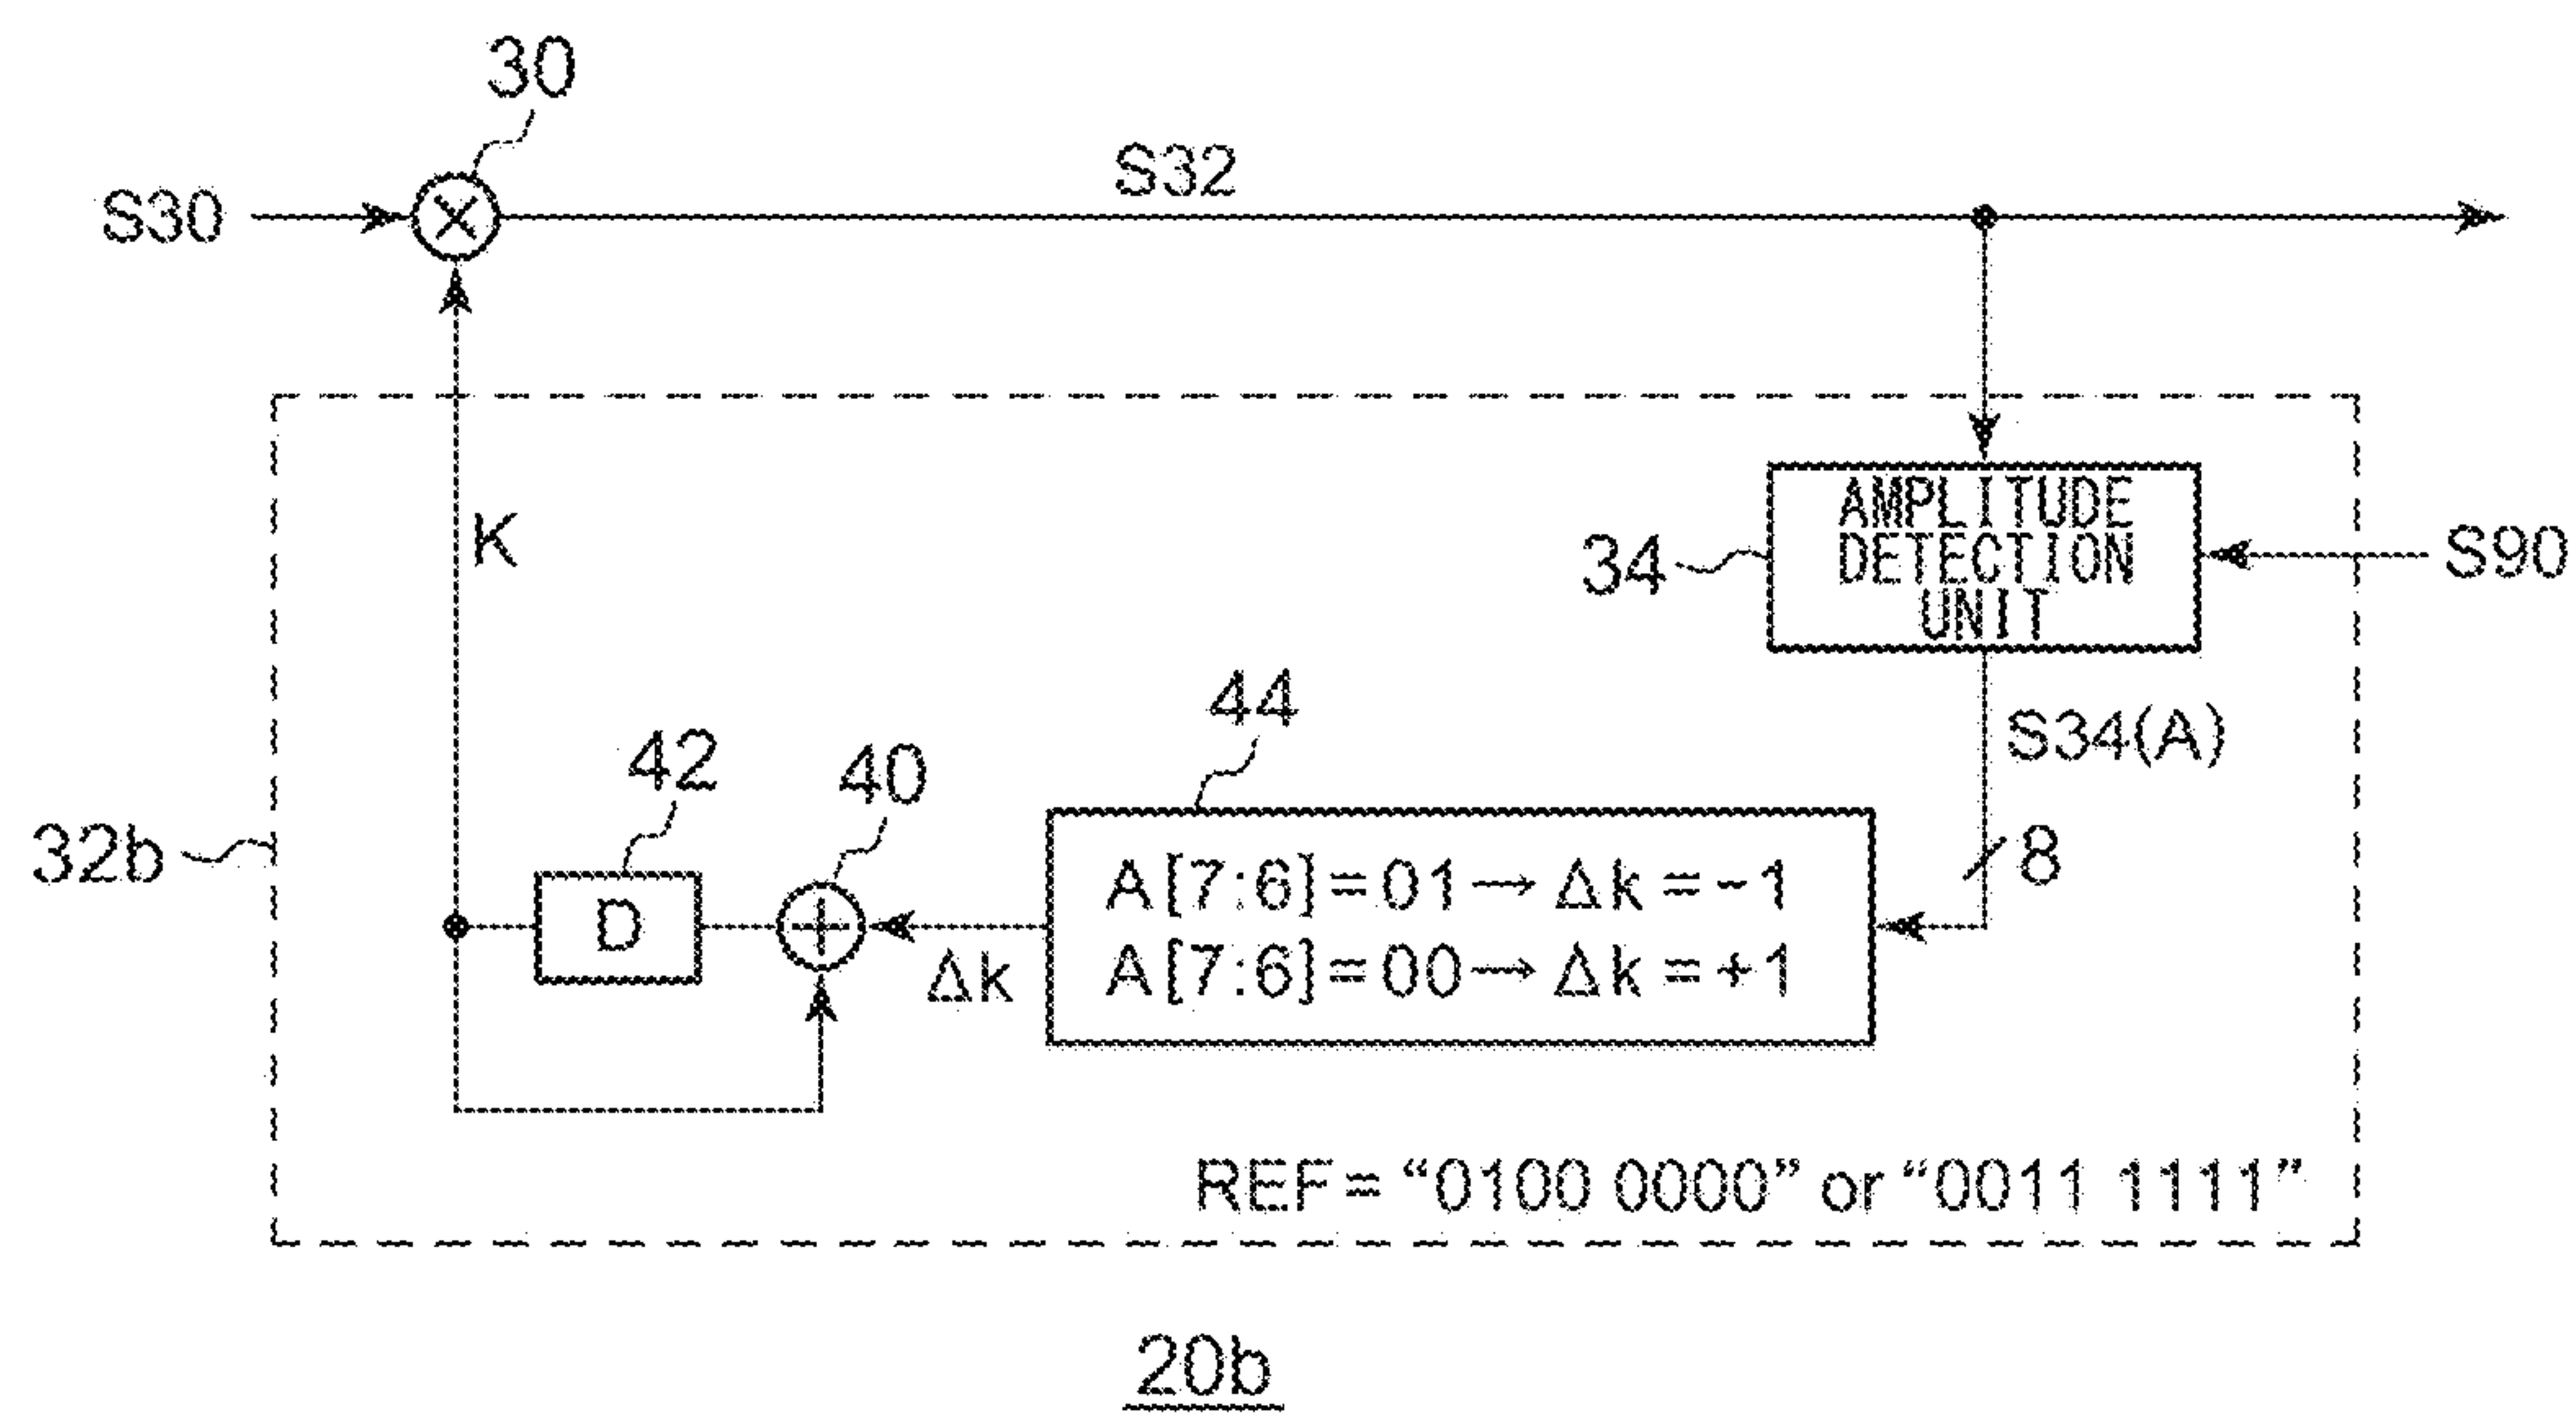 30
S30
S32
K
AMPLITUDE
DETECTION
UNIT
34
S90
S34(A)
8
44
42
40
32b
D
Δk
A[7:6]=01→Δk=-1
A[7:6]=00→Δk=+1
REF= “0100 0000” or “0011 1111”
20b